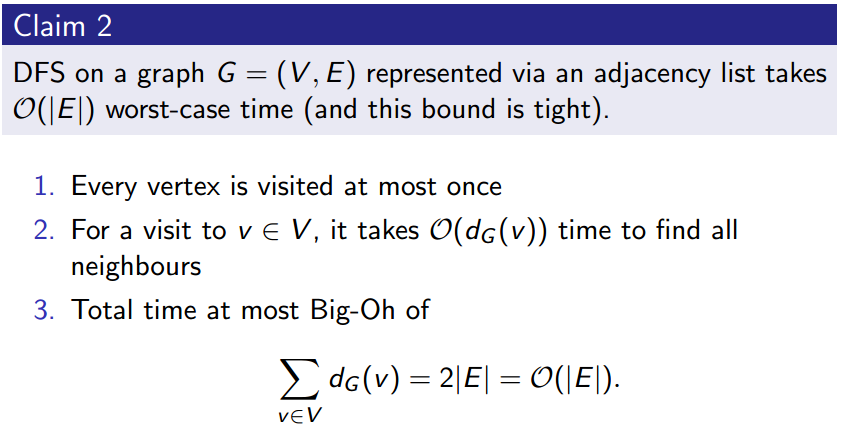 Claim 2
DFS on a graph G = (V, E) represented via an adjacency list takes
O(|E|) worst-case time (and this bound is tight).
1. Every vertex is visited at most once
2. For a visit to v ∈ V, it takes O(d_G(v)) time to find all
neighbours
3. Total time at most Big-Oh of
∑_{v∈V} d_G(v) = 2|E| = O(|E|).